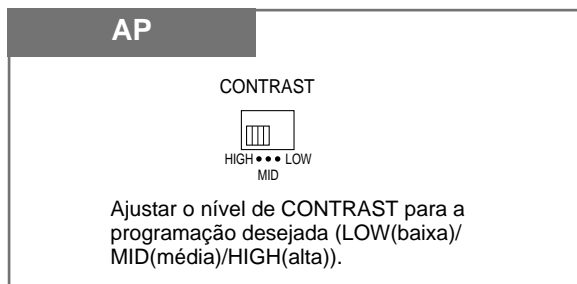 AP
CONTRAST
HIGH ••• LOW
MID
Ajustar o nível de CONTRAST para a
programação desejada (LOW(baixa)/
MID(média)/HIGH(alta)).